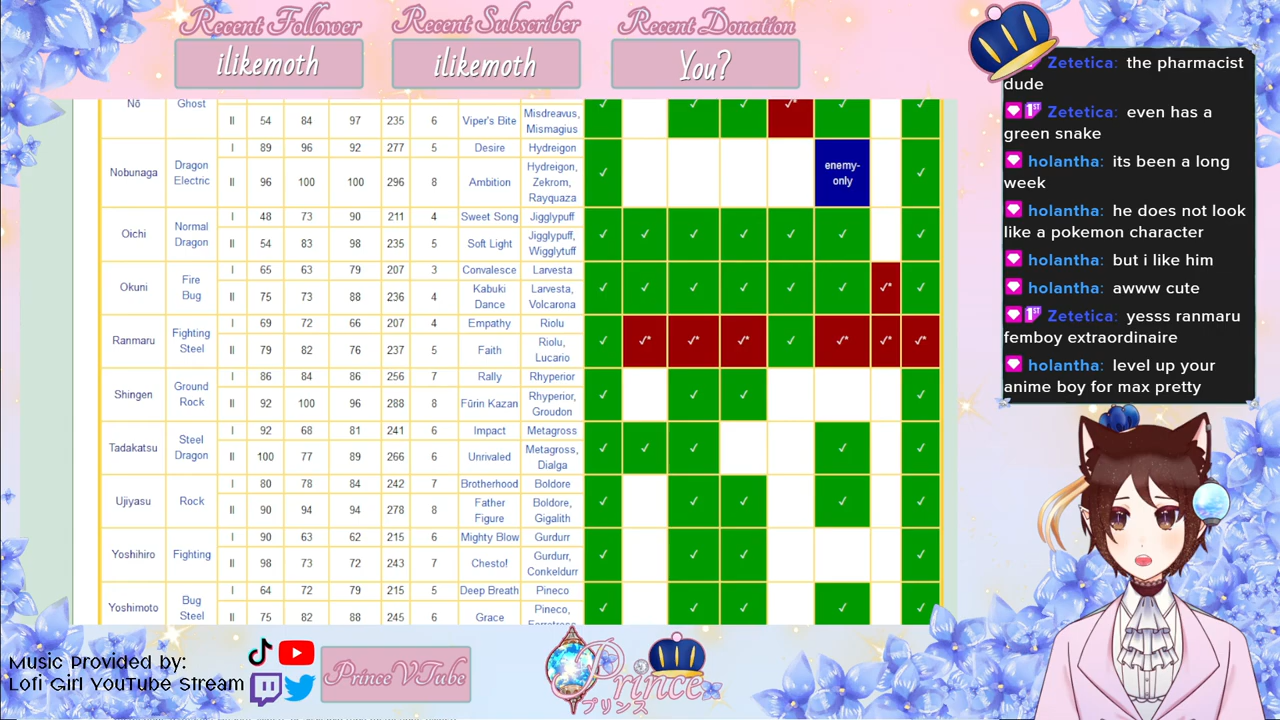 Recent Follower
ilikemoth
Recent Subscriber
ilikemoth
Recent Donation
You?
Nō Ghost
II 54 84 97 235 6 Viper's Bite Misdreavus, Mismagius
✓ ✓ ✓ ✓* ✓ ✓
Nobunaga Dragon Electric
I 89 96 92 277 5 Desire Hydreigon
II 96 100 100 296 8 Ambition Hydreigon, Zekrom, Rayquaza
✓ enemy-only ✓
Oichi Normal Dragon
I 48 73 90 211 4 Sweet Song Jigglypuff
II 54 83 98 235 5 Soft Light Jigglypuff, Wigglytuff
✓ ✓ ✓ ✓ ✓ ✓ ✓
Okuni Fire Bug
I 65 63 79 207 3 Convalesce Larvesta
II 75 73 88 236 4 Kabuki Dance Larvesta, Volcarona
✓ ✓ ✓ ✓ ✓ ✓ ✓* ✓
Ranmaru Fighting Steel
I 69 72 66 207 4 Empathy Riolu
II 79 82 76 237 5 Faith Riolu, Lucario
✓ ✓* ✓* ✓* ✓ ✓* ✓* ✓*
Shingen Ground Rock
I 86 84 86 256 7 Rally Rhyperior
II 92 100 96 288 8 Fūrin Kazan Rhyperior, Groudon
✓ ✓ ✓ ✓
Tadakatsu Steel Dragon
I 92 68 81 241 6 Impact Metagross
II 100 77 89 266 6 Unrivaled Metagross, Dialga
✓ ✓ ✓ ✓ ✓
Ujiyasu Rock
I 80 78 84 242 7 Brotherhood Boldore
II 90 94 94 278 8 Father Figure Boldore, Gigalith
✓ ✓ ✓ ✓ ✓
Yoshihiro Fighting
I 90 63 62 215 6 Mighty Blow Gurdurr
II 98 73 72 243 7 Chesto! Gurdurr, Conkeldurr
✓ ✓ ✓ ✓
Yoshimoto Bug Steel
I 64 72 79 215 5 Deep Breath Pineco
II 75 82 88 245 6 Grace Pineco,
✓ ✓ ✓ ✓ ✓
Zetetica: the pharmacist
dude
1ST Zetetica: even has a
green snake
holantha: its been a long
week
holantha: he does not look
like a pokemon character
holantha: but i like him
holantha: awww cute
1ST Zetetica: yesss ranmaru
femboy extraordinaire
holantha: level up your
anime boy for max pretty
Music Provided by:
Lofi Girl YouTube Stream
Prince VTube
Prince
プリンス